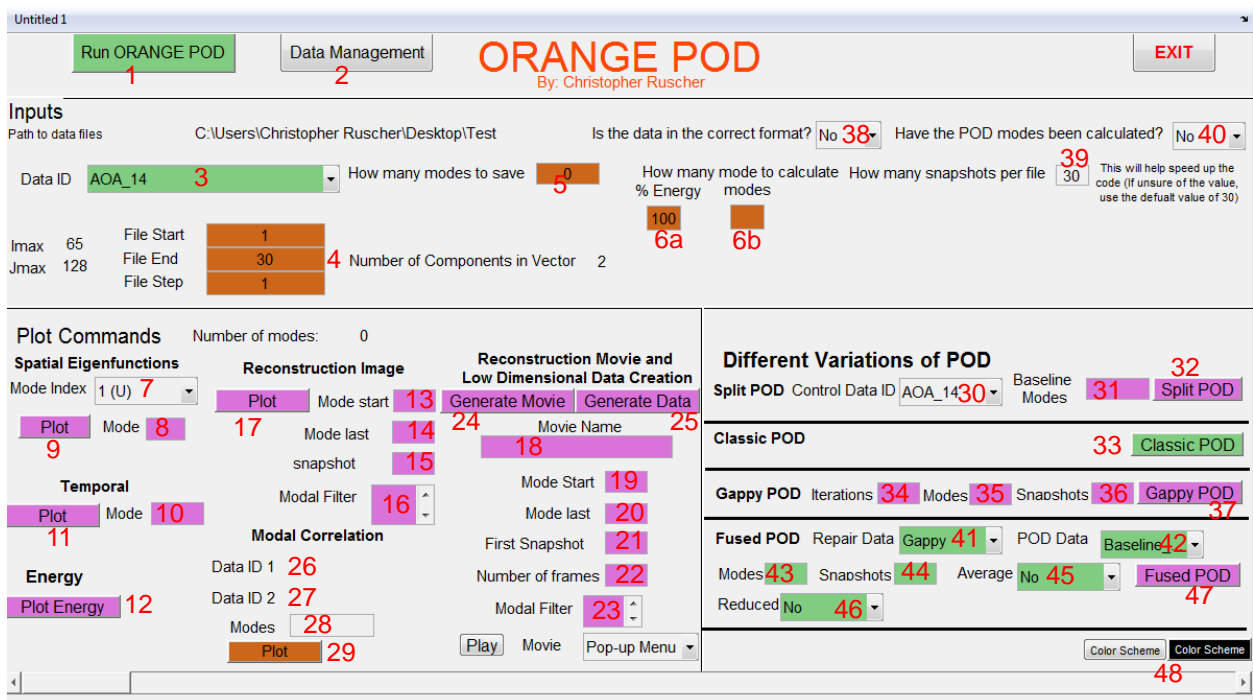 Untitled 1
Run ORANGE POD
1
Data Management
2
ORANGE POD
By: Christopher Ruscher
EXIT
Inputs
Path to data files
C:\Users\Christopher Ruscher\Desktop\Test
Is the data in the correct format?
No
38
Have the POD modes been calculated?
No
40
Data ID
AOA_14
3
How many modes to save
0
5
How many mode to calculate
% Energy
modes
100
6a
6b
How many snapshots per file
39
30
This will help speed up the
code (If unsure of the value,
use the defualt value of 30)
Imax 65
Jmax 128
File Start
1
File End
30
File Step
1
4
Number of Components in Vector 2
Plot Commands
Number of modes: 0
Spatial Eigenfunctions
Mode Index
1 (U)
7
Plot
9
Mode
8
Temporal
Plot
11
Mode
10
Energy
Plot Energy
12
Reconstruction Image
Plot
17
Mode start
13
Mode last
14
snapshot
15
Modal Filter
16
Modal Correlation
Data ID 1
26
Data ID 2
27
Modes
28
Plot
29
Reconstruction Movie and
Low Dimensional Data Creation
Generate Movie
24
Generate Data
25
Movie Name
18
Mode Start
19
Mode last
20
First Snapshot
21
Number of frames
22
Modal Filter
23
Play
Movie
Pop-up Menu
Different Variations of POD
Split POD
Control Data ID
AOA_14
30
Baseline
Modes
31
32
Split POD
Classic POD
33
Classic POD
Gappy POD
Iterations
34
Modes
35
Snapshots
36
Gappy POD
37
Fused POD
Repair Data
Gappy
41
POD Data
Baseline_
42
Modes
43
Snapshots
44
Average
No
45
Fused POD
47
Reduced
No
46
Color Scheme
Color Scheme
48